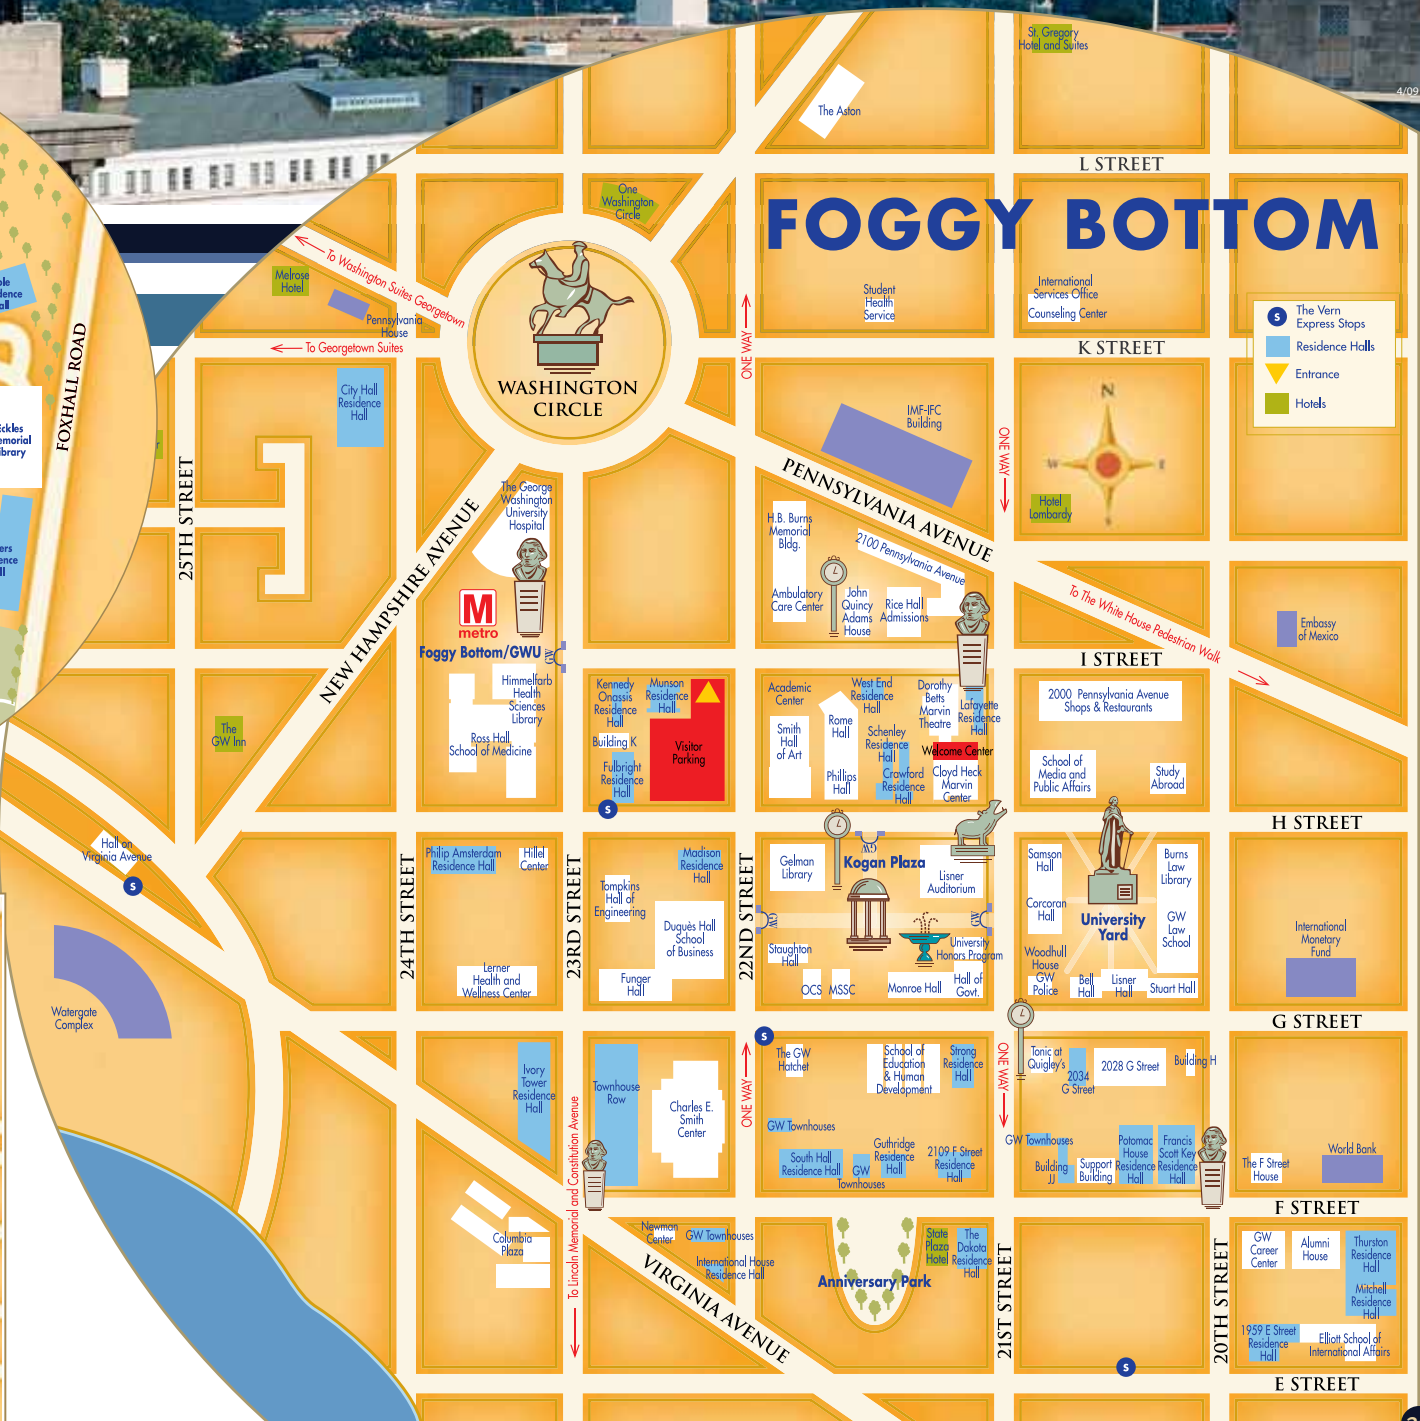 4/09
St. Gregory
Hotel and Suites
The Aston
L STREET
One
Washington
Circle
FOGGY BOTTOM
To Washington Suites Georgetown
Melrose
Hotel
Pennsylvania
House
To Georgetown Suites
WASHINGTON
CIRCLE
ONE WAY
Student
Health
Service
International
Services Office
Counseling Center
K STREET
S
The Vern
Express Stops
Residence Halls
Entrance
Hotels
FOXHALL ROAD
Eckles
City Hall
Residence
Hall
25TH STREET
NEW HAMPSHIRE AVENUE
The George
Washington
University
Hospital
M
metro
Foggy Bottom/GWU
GW
IMF-IFC
Building
PENNSYLVANIA AVENUE
ONE WAY
N
W
E
S
Hotel
Lombardy
H.B. Burns
Memorial
Bldg.
2100 Pennsylvania Avenue
Ambulatory
Care Center
John
Quincy
Adams
House
Rice Hall
Admissions
To The White House Pedestrian Walk
Embassy
of Mexico
I STREET
The
GW Inn
Himmelfarb
Health
Sciences
Library
Ross Hall
School of Medicine
Kennedy
Onassis
Residence
Hall
Munson
Residence
Hall
Building K
Fulbright
Residence
Hall
Visitor
Parking
S
Academic
Center
Smith
Hall
of Art
Rome
Hall
Phillips
Hall
West End
Residence
Hall
Schenley
Residence
Hall
Crawford
Residence
Hall
Dorothy
Betts
Marvin
Theatre
Lafayette
Residence
Hall
Welcome Center
Cloyd Heck
Marvin
Center
2000 Pennsylvania Avenue
Shops & Restaurants
School of
Media and
Public Affairs
Study
Abroad
H STREET
Hall on
Virginia Avenue
S
24TH STREET
Philip Amsterdam
Residence Hall
Hillel
Center
Lerner
Health and
Wellness Center
23RD STREET
Madison
Residence
Hall
Tompkins
Hall of
Engineering
Duquès Hall
School
of Business
Funger
Hall
22ND STREET
Gelman
Library
GW
Kogan Plaza
Lisner
Auditorium
GW
GW
Staughton
Hall
OCS
MSSC
Monroe Hall
University
Honors Program
Hall of
Govt.
Samson
Hall
Corcoran
Hall
Woodhull
House
GW
Police
University
Yard
Bell
Hall
Lisner
Hall
Stuart Hall
Burns
Law
Library
GW
Law
School
International
Monetary
Fund
G STREET
Watergate
Complex
Ivory
Tower
Residence
Hall
To Lincoln Memorial and Constitution Avenue
Townhouse
Row
Charles E.
Smith
Center
ONE WAY
S
The GW
Hatchet
School of
Education
& Human
Development
Strong
Residence
Hall
GW Townhouses
South Hall
Residence Hall
GW
Townhouses
Guthridge
Residence
Hall
2109 F Street
Residence
Hall
ONE WAY
Tonic at
Quigley's
2034
G Street
2028 G Street
Building H
GW Townhouses
Building
JJ
Support
Building
Potomac
House
Residence
Hall
Francis
Scott Key
Residence
Hall
The F Street
House
World Bank
F STREET
Columbia
Plaza
Newman
Center
GW Townhouses
International House
Residence Hall
VIRGINIA AVENUE
Anniversary Park
State
Plaza
Hotel
The
Dakota
Residence
Hall
21ST STREET
S
20TH STREET
GW
Career
Center
Alumni
House
Thurston
Residence
Hall
Mitchell
Residence
Hall
1959 E Street
Residence
Hall
Elliott School of
International Affairs
E STREET